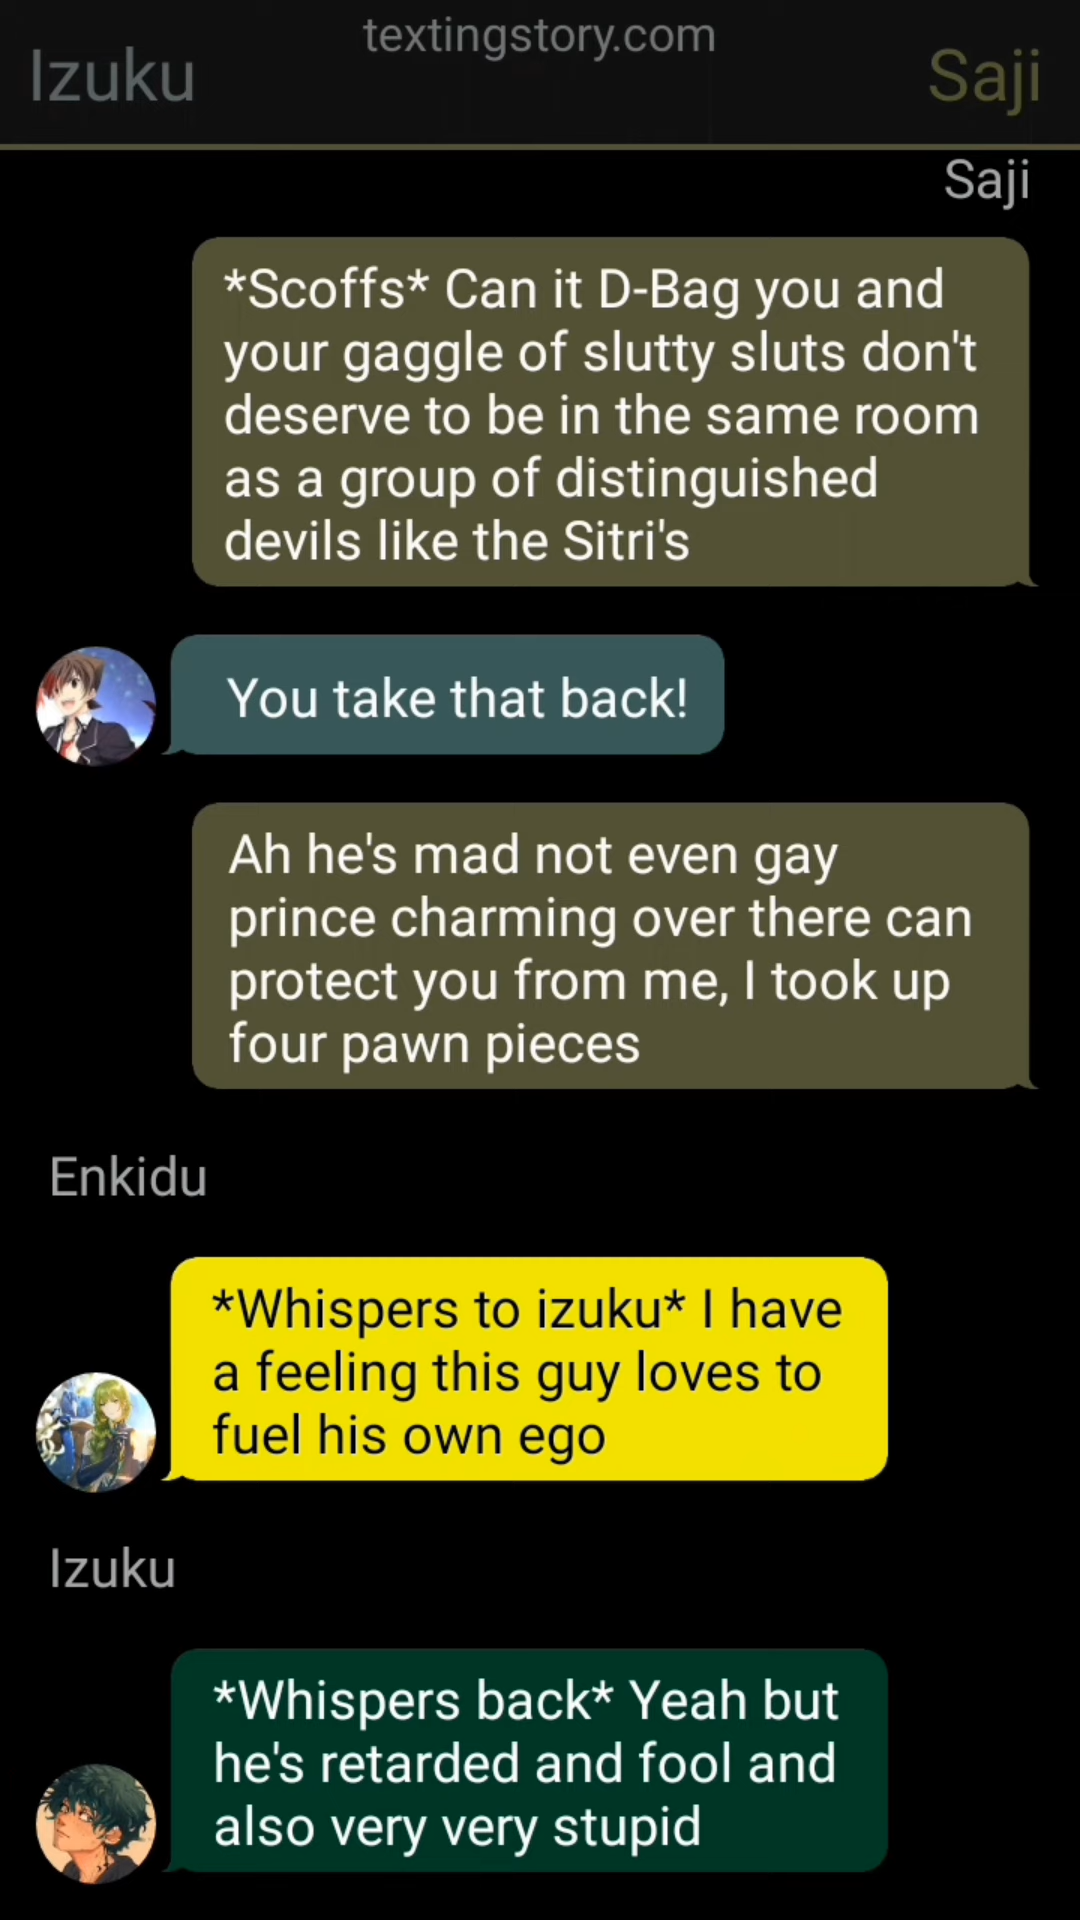 textingstory.com
Izuku
Saji
Saji
*Scoffs* Can it D-Bag you and
your gaggle of slutty sluts don't
deserve to be in the same room
as a group of distinguished
devils like the Sitri's
You take that back!
Ah he's mad not even gay
prince charming over there can
protect you from me, I took up
four pawn pieces
Enkidu
*Whispers to izuku* I have
a feeling this guy loves to
fuel his own ego
Izuku
*Whispers back* Yeah but
he's retarded and fool and
also very very stupid